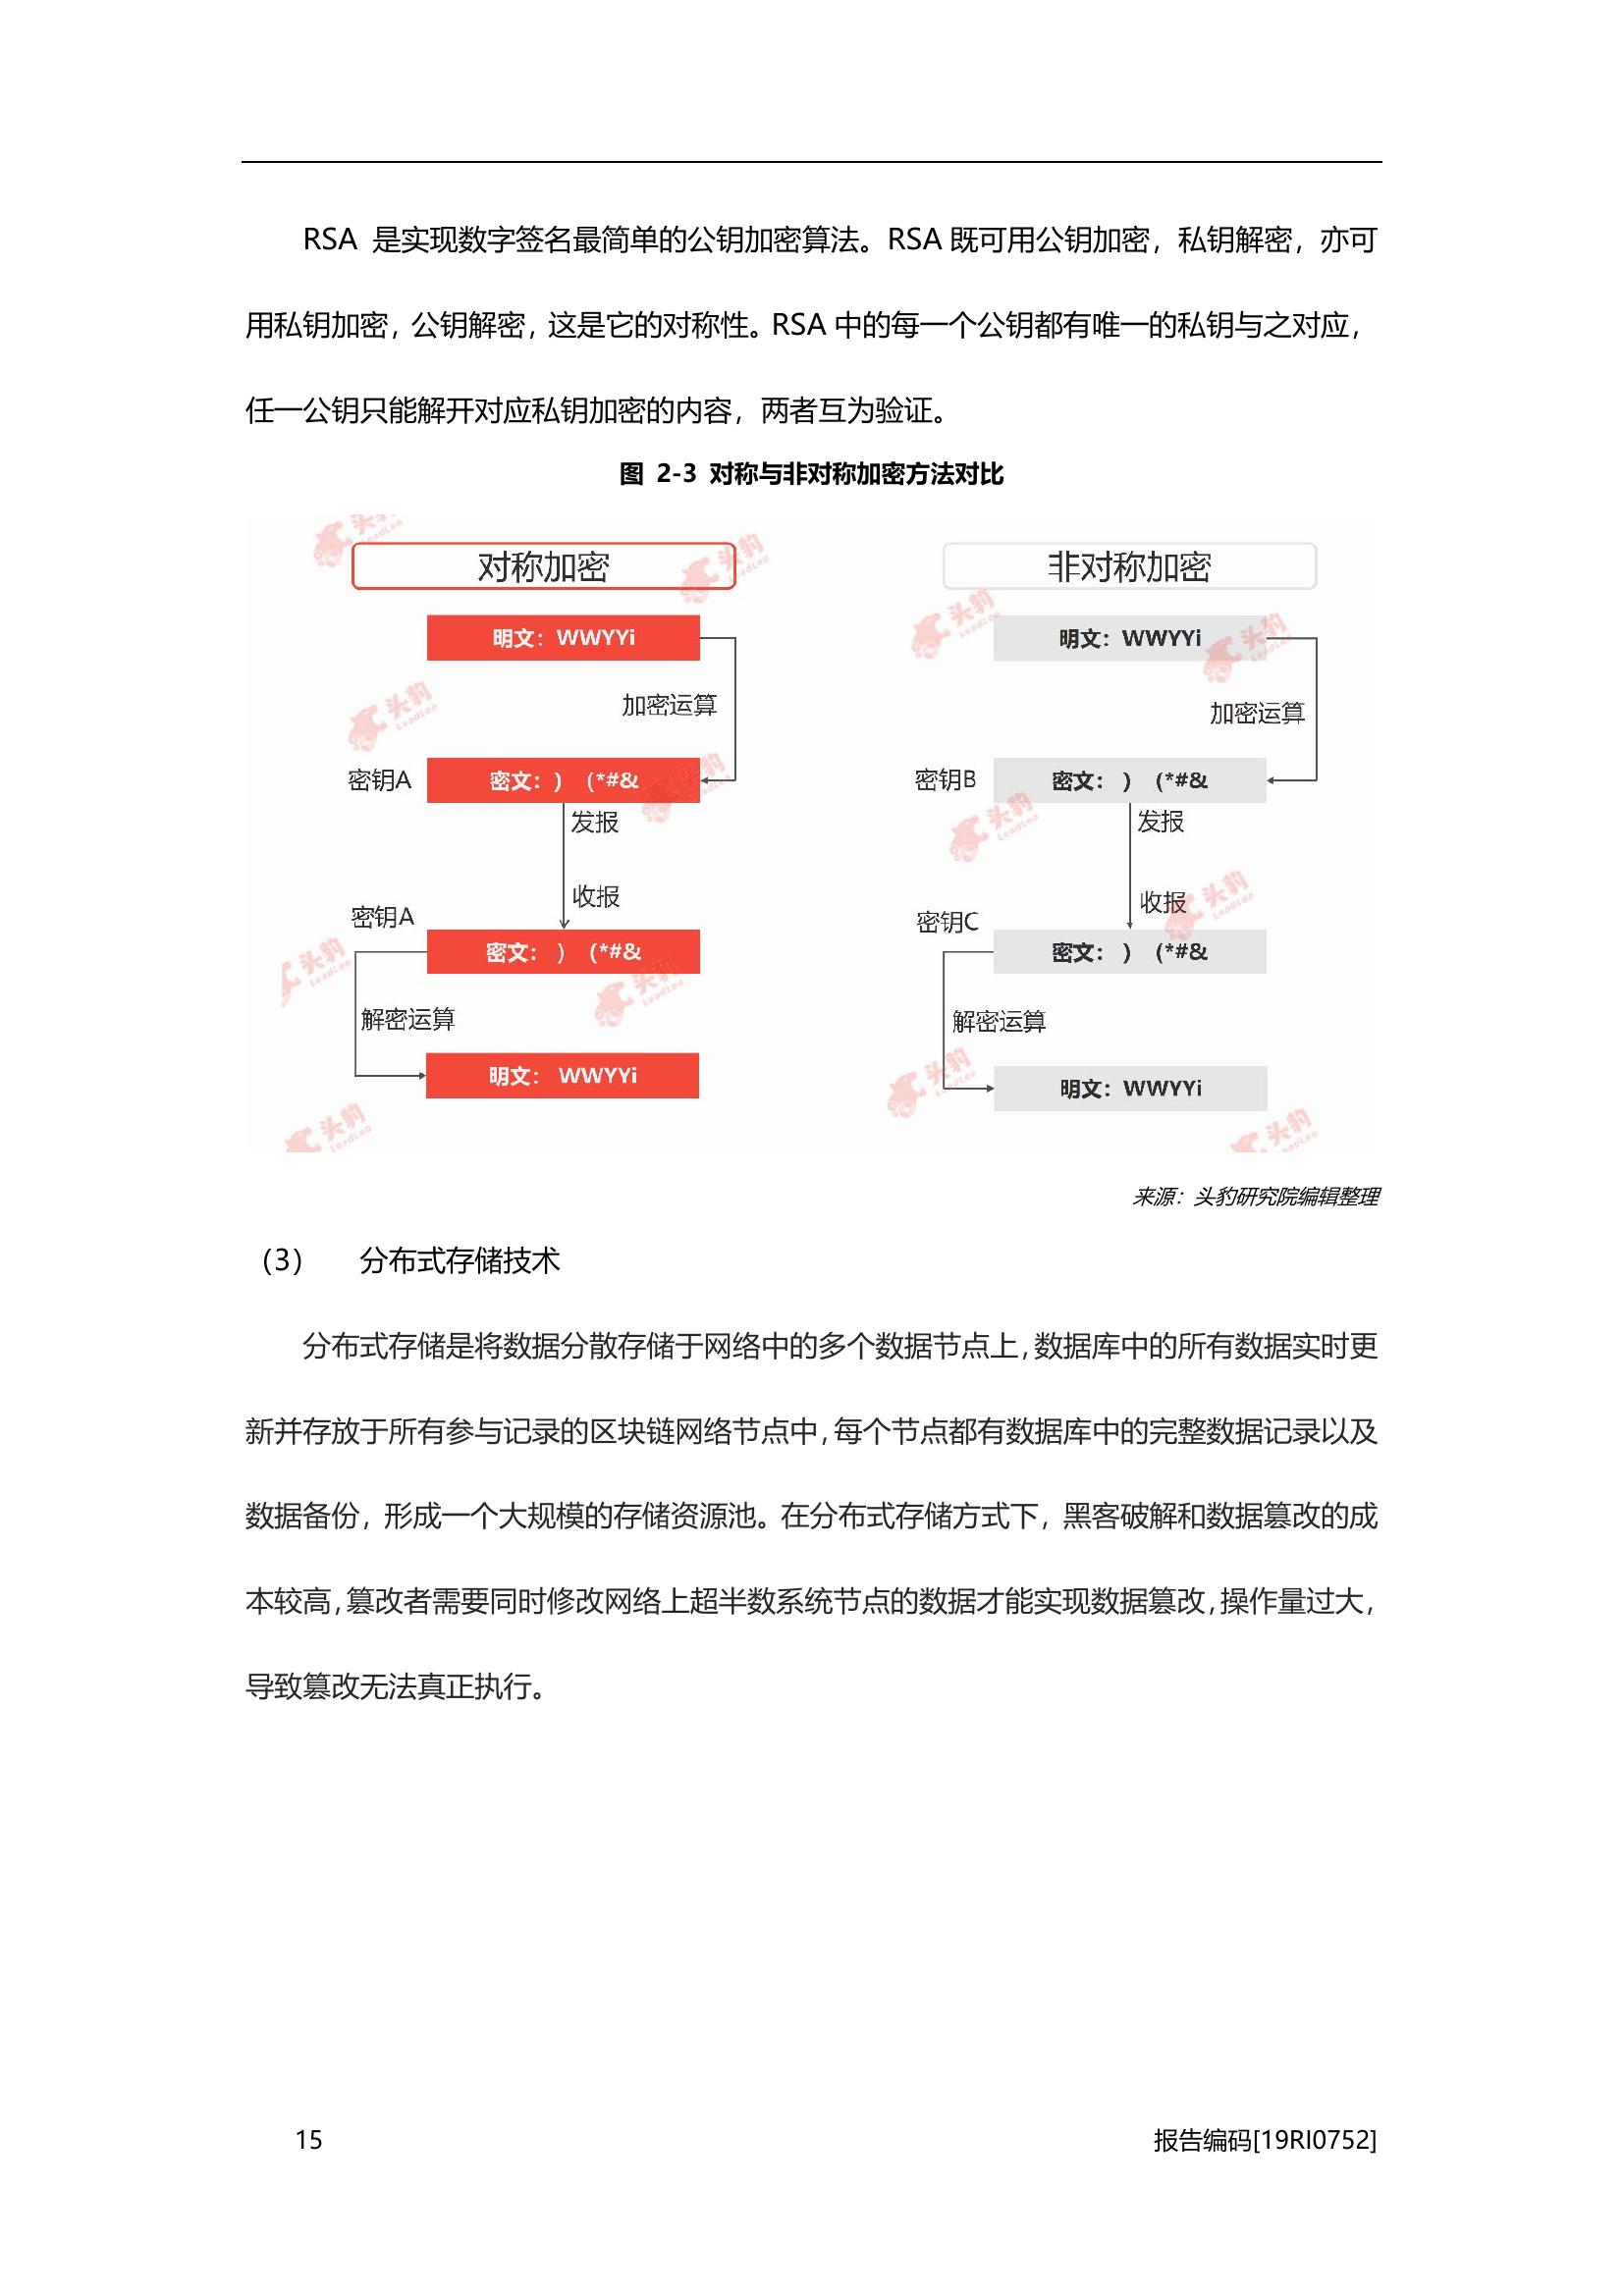 RSA 是实现数字签名最简单的公钥加密算法。RSA 既可用公钥加密，私钥解密，亦可
用私钥加密，公钥解密，这是它的对称性。RSA 中的每一个公钥都有唯一的私钥与之对应，
任一公钥只能解开对应私钥加密的内容，两者互为验证。
图 2-3 对称与非对称加密方法对比
对称加密
明文：WWYYi
加密运算
密钥A
密文：）（*#&
发报
收报
密钥A
密文：）（*#&
解密运算
明文： WWYYi
非对称加密
明文：WWYYi
加密运算
密钥B
密文：）（*#&
发报
收报
密钥C
密文：）（*#&
解密运算
明文：WWYYi
头豹
LeadLeo
来源：头豹研究院编辑整理
（3） 分布式存储技术
分布式存储是将数据分散存储于网络中的多个数据节点上，数据库中的所有数据实时更
新并存放于所有参与记录的区块链网络节点中，每个节点都有数据库中的完整数据记录以及
数据备份，形成一个大规模的存储资源池。在分布式存储方式下，黑客破解和数据篡改的成
本较高，篡改者需要同时修改网络上超半数系统节点的数据才能实现数据篡改，操作量过大，
导致篡改无法真正执行。
15
报告编码[19RI0752]